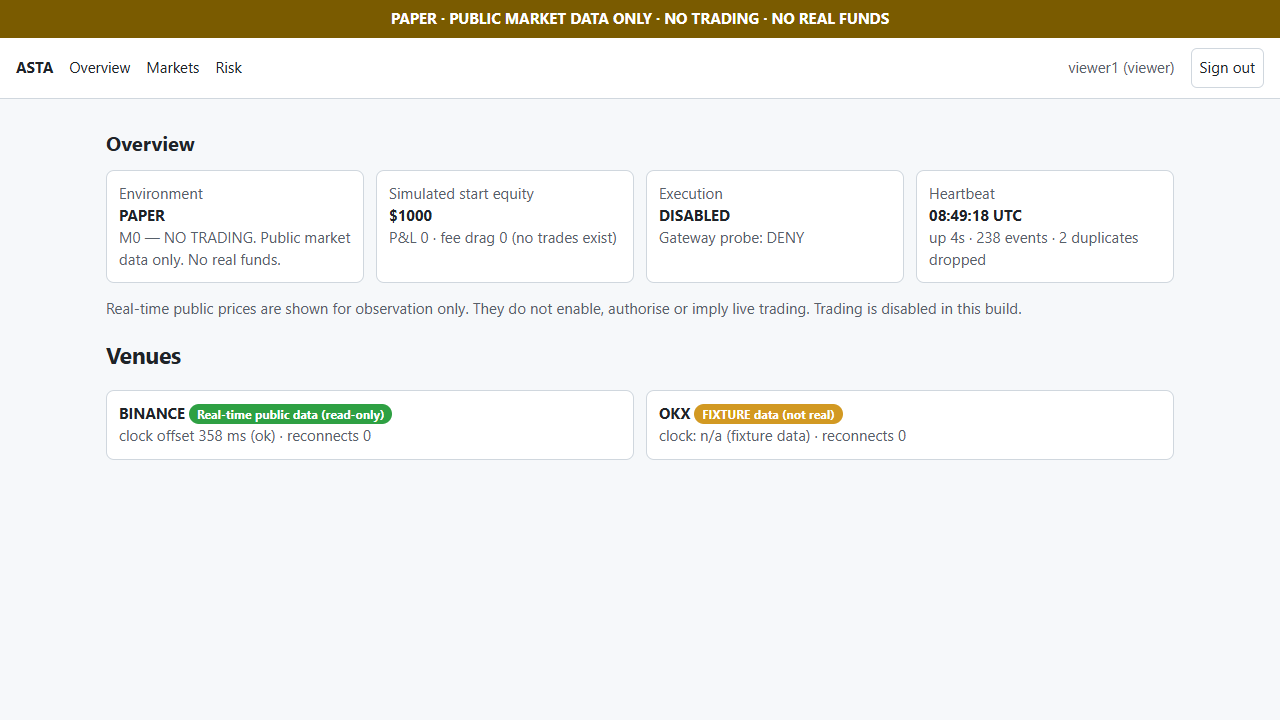 PAPER · PUBLIC MARKET DATA ONLY · NO TRADING · NO REAL FUNDS
ASTA Overview Markets Risk viewer1 (viewer) Sign out
Overview
Environment
PAPER
M0 — NO TRADING. Public market
data only. No real funds.
Simulated start equity
$1000
P&L 0 · fee drag 0 (no trades exist)
Execution
DISABLED
Gateway probe: DENY
Heartbeat
08:49:18 UTC
up 4s · 238 events · 2 duplicates
dropped
Real-time public prices are shown for observation only. They do not enable, authorise or imply live trading. Trading is disabled in this build.
Venues
BINANCE Real-time public data (read-only)
clock offset 358 ms (ok) · reconnects 0
OKX FIXTURE data (not real)
clock: n/a (fixture data) · reconnects 0